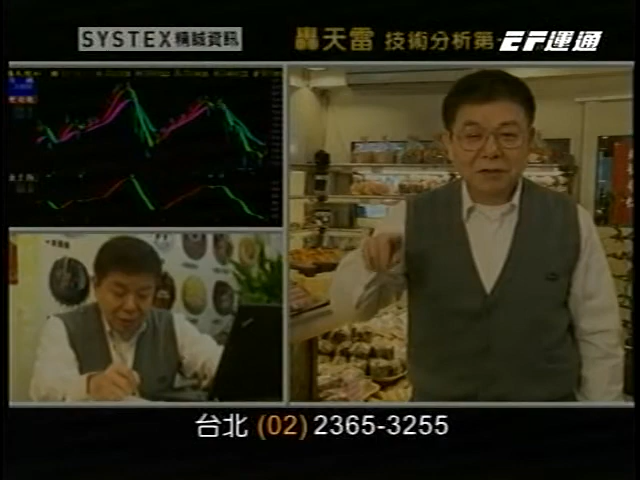 SYSTEX 精誠資訊
轟天雷 技術分析第一
EF運通
台北 (02) 2365-3255